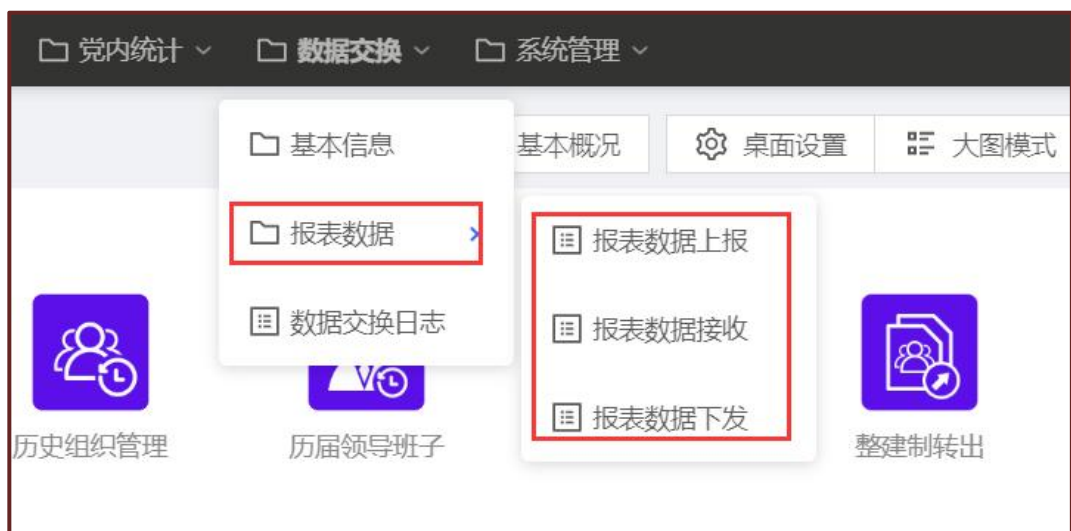 党内统计 数据交换 系统管理
基本信息 基本概况 桌面设置 大图模式
报表数据 报表数据上报
数据交换日志 报表数据接收
报表数据下发
历史组织管理 历届领导班子 整建制转出